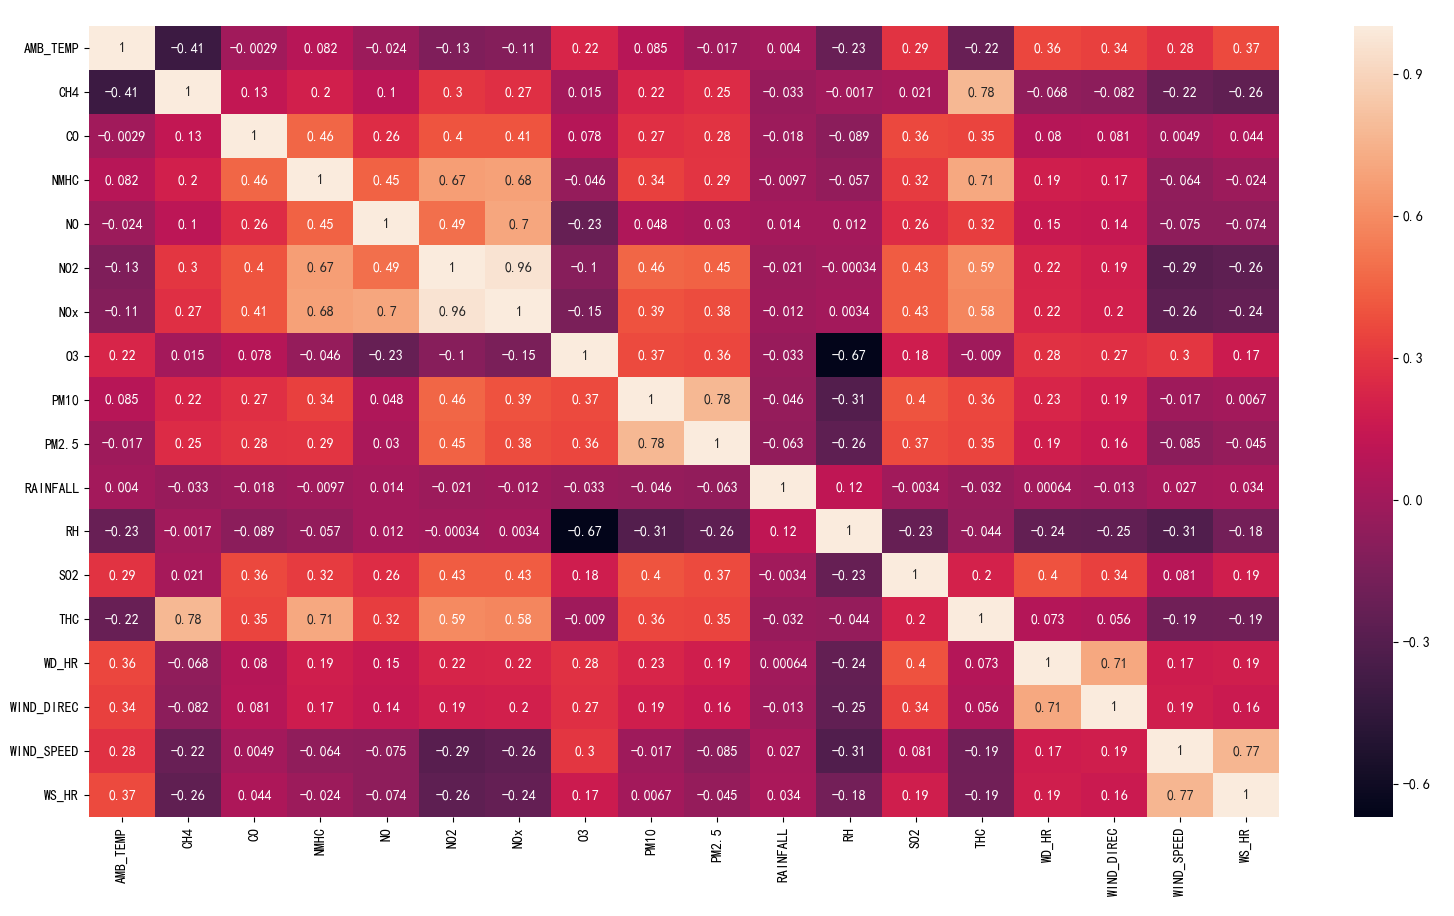 AMB_TEMP 1 -0.41 -0.0029 0.082 -0.024 -0.13 -0.11 0.22 0.085 -0.017 0.004 -0.23 0.29 -0.22 0.36 0.34 0.28 0.37
CH4 -0.41 1 0.13 0.2 0.1 0.3 0.27 0.015 0.22 0.25 -0.033 -0.0017 0.021 0.78 -0.068 -0.082 -0.22 -0.26
CO -0.0029 0.13 1 0.46 0.26 0.4 0.41 0.078 0.27 0.28 -0.018 -0.089 0.36 0.35 0.08 0.081 0.0049 0.044
NMHC 0.082 0.2 0.46 1 0.45 0.67 0.68 -0.046 0.34 0.29 -0.0097 -0.057 0.32 0.71 0.19 0.17 -0.064 -0.024
NO -0.024 0.1 0.26 0.45 1 0.49 0.7 -0.23 0.048 0.03 0.014 0.012 0.26 0.32 0.15 0.14 -0.075 -0.074
NO2 -0.13 0.3 0.4 0.67 0.49 1 0.96 -0.1 0.46 0.45 -0.021 -0.00034 0.43 0.59 0.22 0.19 -0.29 -0.26
NOx -0.11 0.27 0.41 0.68 0.7 0.96 1 -0.15 0.39 0.38 -0.012 0.0034 0.43 0.58 0.22 0.2 -0.26 -0.24
O3 0.22 0.015 0.078 -0.046 -0.23 -0.1 -0.15 1 0.37 0.36 -0.033 -0.67 0.18 -0.009 0.28 0.27 0.3 0.17
PM10 0.085 0.22 0.27 0.34 0.048 0.46 0.39 0.37 1 0.78 -0.046 -0.31 0.4 0.36 0.23 0.19 -0.017 0.0067
PM2.5 -0.017 0.25 0.28 0.29 0.03 0.45 0.38 0.36 0.78 1 -0.063 -0.26 0.37 0.35 0.19 0.16 -0.085 -0.045
RAINFALL 0.004 -0.033 -0.018 -0.0097 0.014 -0.021 -0.012 -0.033 -0.046 -0.063 1 0.12 -0.0034 -0.032 0.00064 -0.013 0.027 0.034
RH -0.23 -0.0017 -0.089 -0.057 0.012 -0.00034 0.0034 -0.67 -0.31 -0.26 0.12 1 -0.23 -0.044 -0.24 -0.25 -0.31 -0.18
SO2 0.29 0.021 0.36 0.32 0.26 0.43 0.43 0.18 0.4 0.37 -0.0034 -0.23 1 0.2 0.4 0.34 0.081 0.19
THC -0.22 0.78 0.35 0.71 0.32 0.59 0.58 -0.009 0.36 0.35 -0.032 -0.044 0.2 1 0.073 0.056 -0.19 -0.19
WD_HR 0.36 -0.068 0.08 0.19 0.15 0.22 0.22 0.28 0.23 0.19 0.00064 -0.24 0.4 0.073 1 0.71 0.17 0.19
WIND_DIREC 0.34 -0.082 0.081 0.17 0.14 0.19 0.2 0.27 0.19 0.16 -0.013 -0.25 0.34 0.056 0.71 1 0.19 0.16
WIND_SPEED 0.28 -0.22 0.0049 -0.064 -0.075 -0.29 -0.26 0.3 -0.017 -0.085 0.027 -0.31 0.081 -0.19 0.17 0.19 1 0.77
WS_HR 0.37 -0.26 0.044 -0.024 -0.074 -0.26 -0.24 0.17 0.0067 -0.045 0.034 -0.18 0.19 -0.19 0.19 0.16 0.77 1
AMB_TEMP CH4 CO NMHC NO NO2 NOx O3 PM10 PM2.5 RAINFALL RH SO2 THC WD_HR WIND_DIREC WIND_SPEED WS_HR
0.9
0.6
0.3
0.0
-0.3
-0.6